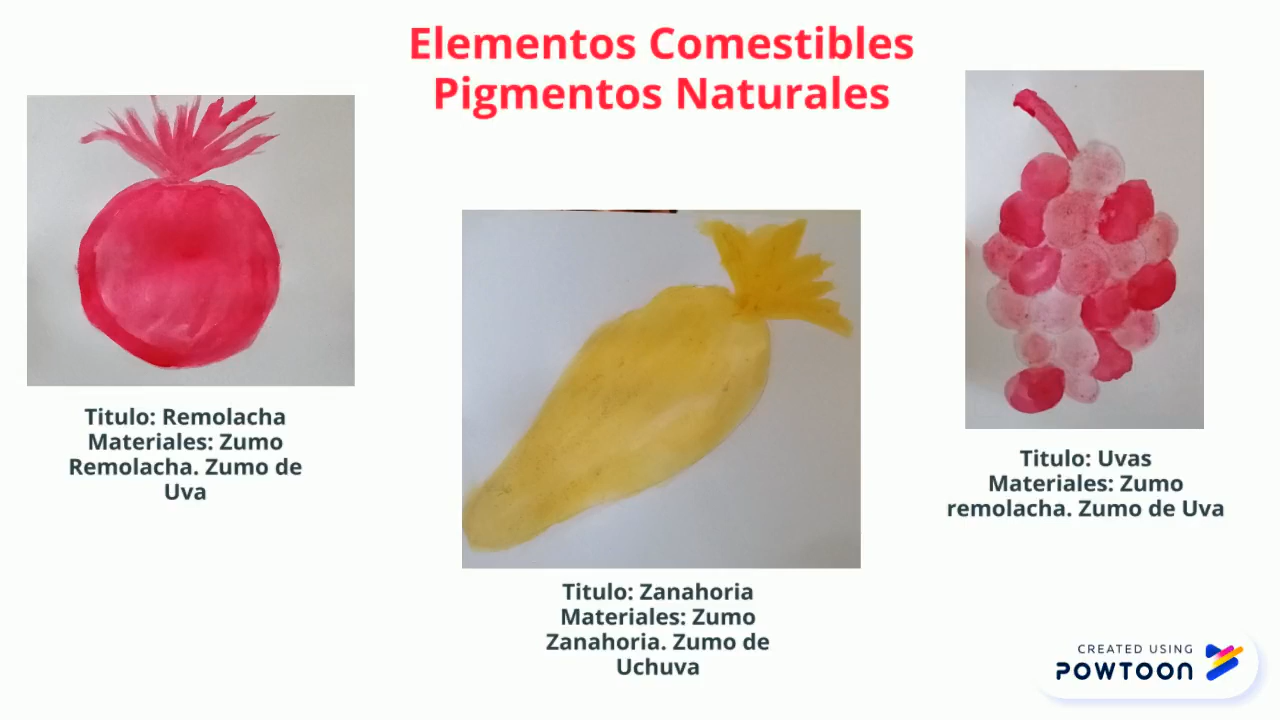 Elementos Comestibles
Pigmentos Naturales
Titulo: Remolacha
Materiales: Zumo
Remolacha. Zumo de
Uva
Titulo: Zanahoria
Materiales: Zumo
Zanahoria. Zumo de
Uchuva
Titulo: Uvas
Materiales: Zumo
remolacha. Zumo de Uva
CREATED USING
POWTOON